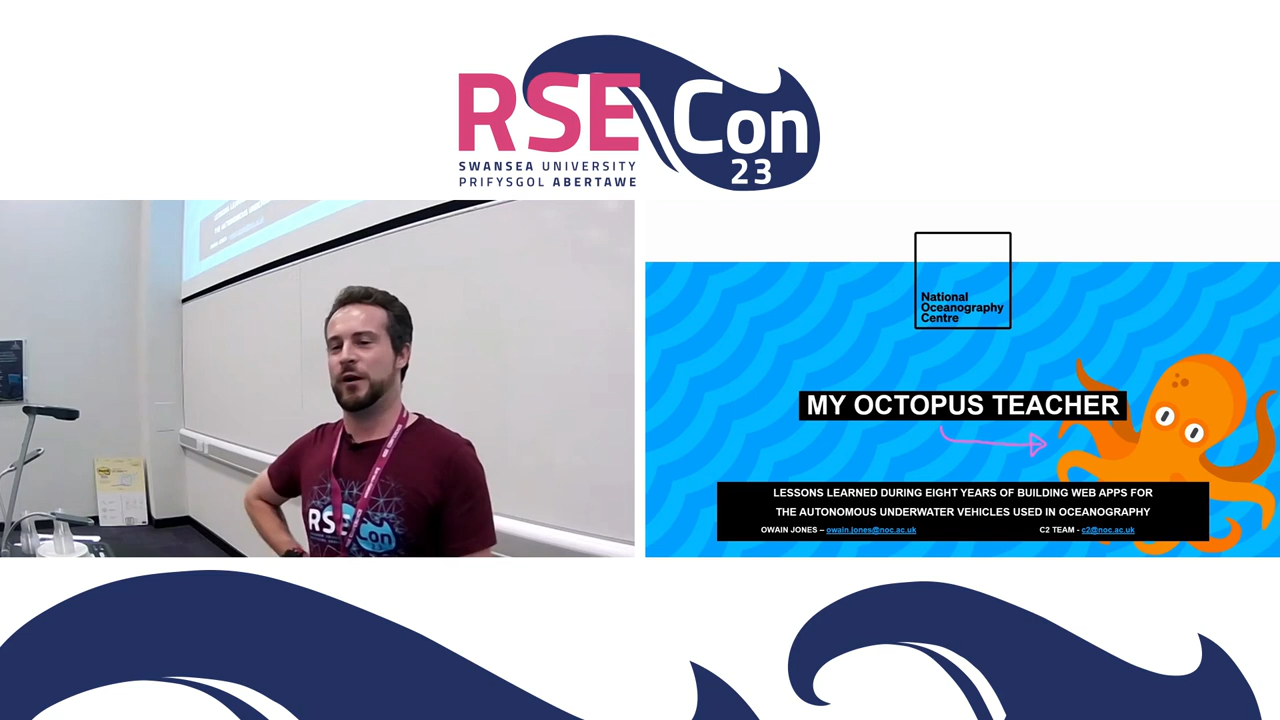 RSE Con
23
SWANSEA UNIVERSITY
PRIFYSGOL ABERTAWE
National
Oceanography
Centre
MY OCTOPUS TEACHER
LESSONS LEARNED DURING EIGHT YEARS OF BUILDING WEB APPS FOR
THE AUTONOMOUS UNDERWATER VEHICLES USED IN OCEANOGRAPHY
OWAIN JONES – owain.jones@noc.ac.uk C2 TEAM - c2@noc.ac.uk
RSE Con
23